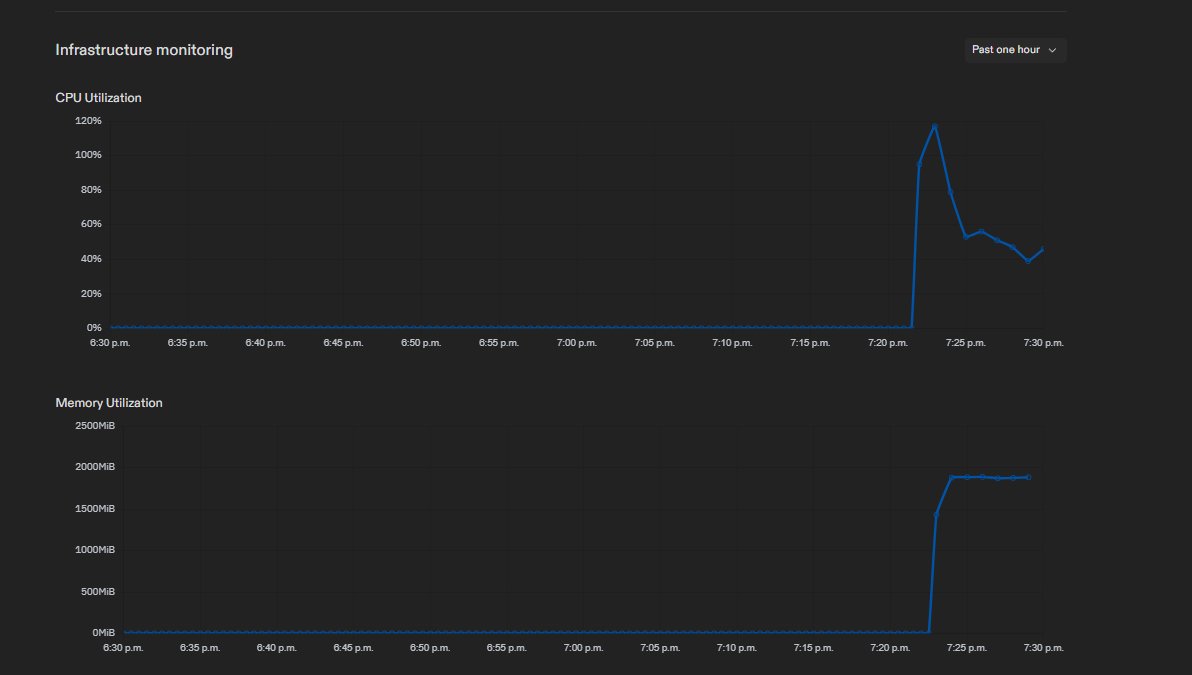 Infrastructure monitoring
Past one hour
CPU Utilization
120%
100%
80%
60%
40%
20%
0%
6:30 p.m. 6:35 p.m. 6:40 p.m. 6:45 p.m. 6:50 p.m. 6:55 p.m. 7:00 p.m. 7:05 p.m. 7:10 p.m. 7:15 p.m. 7:20 p.m. 7:25 p.m. 7:30 p.m.
Memory Utilization
2500MiB
2000MiB
1500MiB
1000MiB
500MiB
0MiB
6:30 p.m. 6:35 p.m. 6:40 p.m. 6:45 p.m. 6:50 p.m. 6:55 p.m. 7:00 p.m. 7:05 p.m. 7:10 p.m. 7:15 p.m. 7:20 p.m. 7:25 p.m. 7:30 p.m.